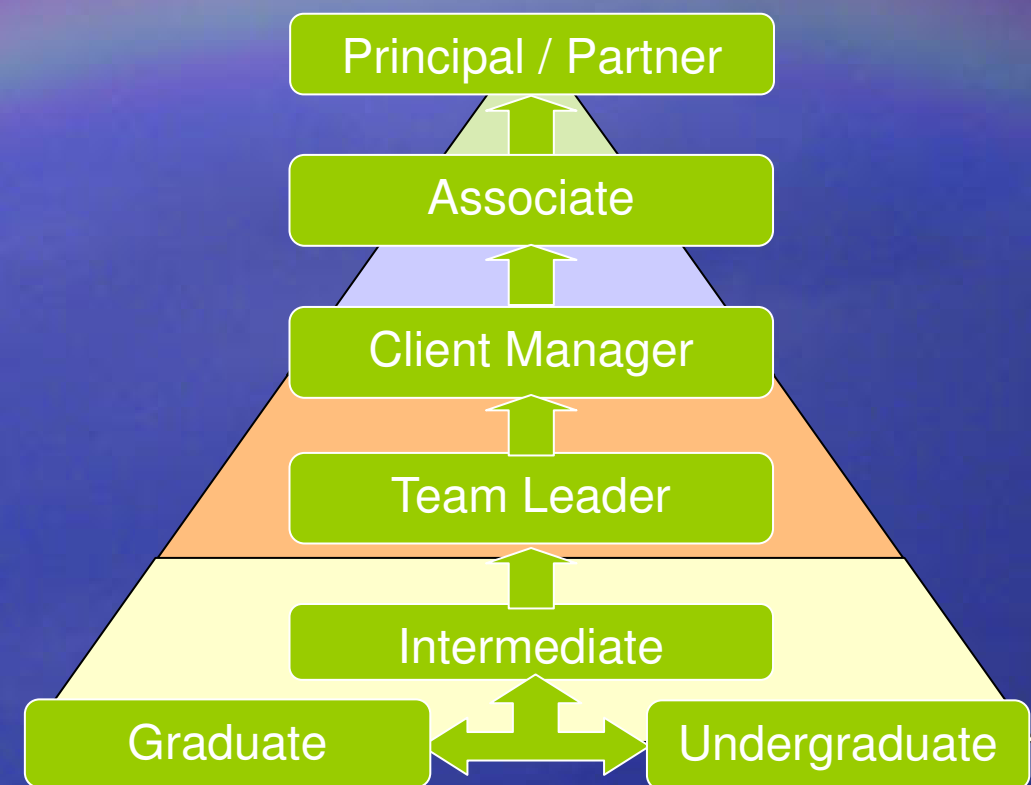 Principal / Partner
Associate
Client Manager
Team Leader
Intermediate
Graduate
Undergraduate